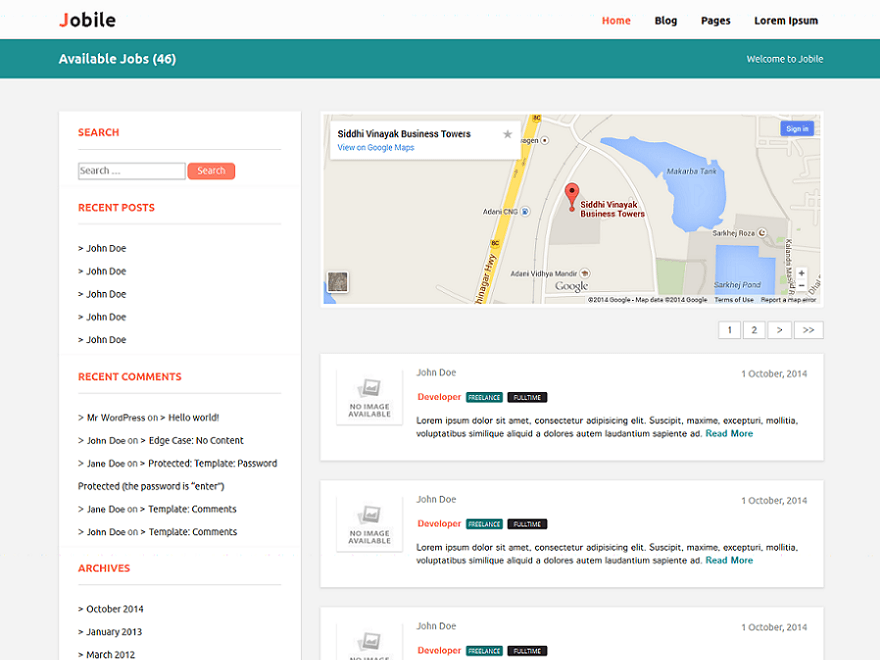 Jobile
Home Blog Pages Lorem Ipsum
Available Jobs (46)
Welcome to Jobile
SEARCH
Search ...
Search
RECENT POSTS
> John Doe
> John Doe
> John Doe
> John Doe
> John Doe
RECENT COMMENTS
> Mr WordPress on > Hello world!
> John Doe on > Edge Case: No Content
> Jane Doe on > Protected: Template: Password
Protected (the password is “enter”)
> Jane Doe on > Template: Comments
> John Doe on > Template: Comments
ARCHIVES
> October 2014
> January 2013
> March 2012
Siddhi Vinayak Business Towers
View on Google Maps
Sign in
8C
agen
Makarba Tank
Siddhi Vinayak
Business Towers
Adani CNG
Sarkhej Roza
8C
Adani Vidhya Mandir
hinagar Hwy
Kalandi Masjid
Google
Sarkhej Pond
+
−
©2014 Google - Map data ©2014 Google Terms of Use Report a map error
1 2 > >>
NO IMAGE
AVAILABLE
John Doe
1 October, 2014
Developer FREELANCE FULLTIME
Lorem ipsum dolor sit amet, consectetur adipisicing elit. Suscipit, maxime, excepturi, mollitia,
voluptatibus similique aliquid a dolores autem laudantium sapiente ad. Read More
NO IMAGE
AVAILABLE
John Doe
1 October, 2014
Developer FREELANCE FULLTIME
Lorem ipsum dolor sit amet, consectetur adipisicing elit. Suscipit, maxime, excepturi, mollitia,
voluptatibus similique aliquid a dolores autem laudantium sapiente ad. Read More
NO IMAGE
John Doe
1 October, 2014
Developer FREELANCE FULLTIME